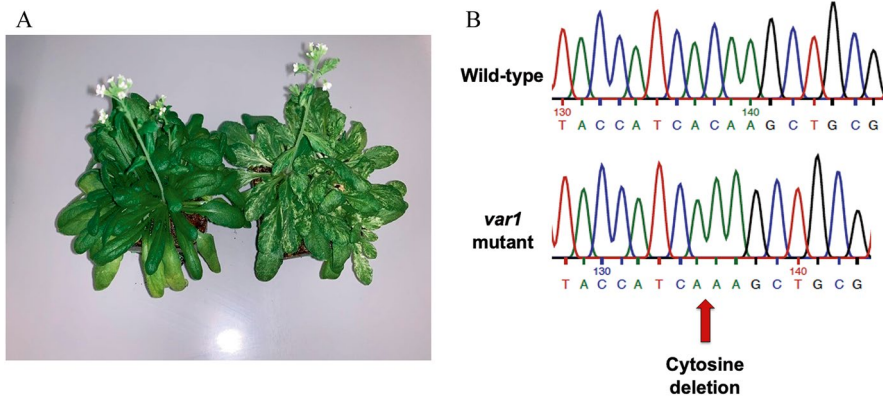 A
B
Wild-type
130 140
T A C C A T C A C A A G C T G C G
var1
mutant
130 140
T A C C A T C A A A G C T G C G
Cytosine
deletion